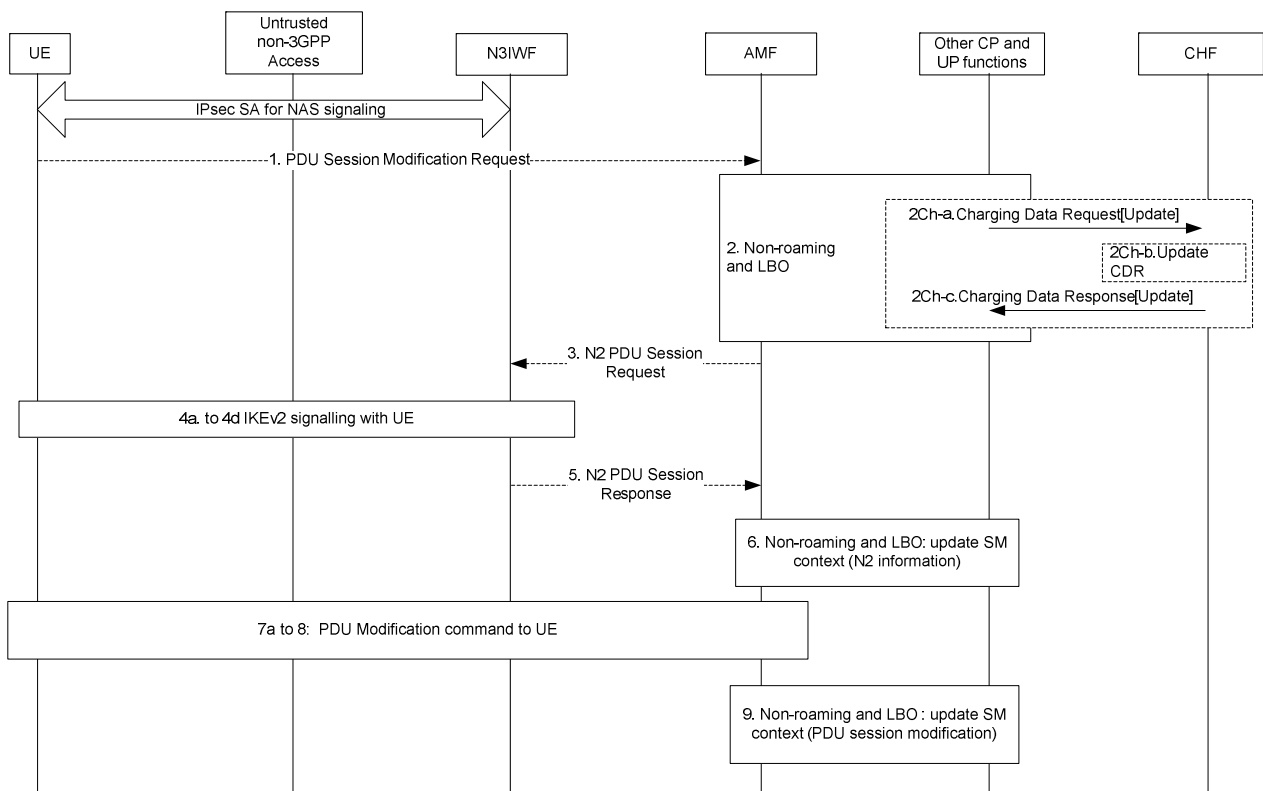 UE
Untrusted
non-3GPP
Access
N3IWF
AMF
Other CP and
UP functions
CHF
IPsec SA for NAS signaling
1. PDU Session Modification Request
2Ch-a.Charging Data Request[Update]
2. Non-roaming
and LBO
2Ch-b.Update
CDR
2Ch-c.Charging Data Response[Update]
3. N2 PDU Session
Request
4a. to 4d IKEv2 signalling with UE
5. N2 PDU Session
Response
6. Non-roaming and LBO: update SM
context (N2 information)
7a to 8: PDU Modification command to UE
9. Non-roaming and LBO : update SM
context (PDU session modification)